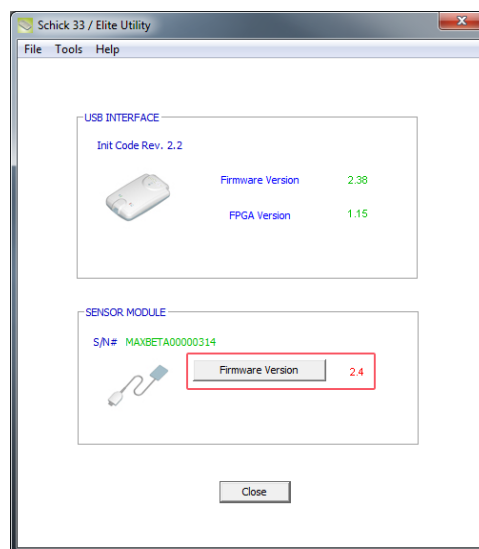 Schick 33 / Elite Utility
File Tools Help
USB INTERFACE
Init Code Rev. 2.2
Firmware Version 2.38
FPGA Version 1.15
SENSOR MODULE
S/N# MAXBETA00000314
Firmware Version 2.4
Close